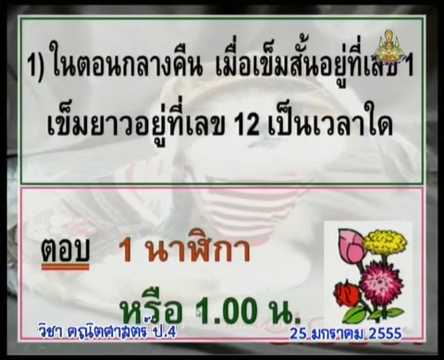 1) ในตอนกลางคืน เมื่อเข็มสั้นอยู่ที่เลข 1
เข็มยาวอยู่ที่เลข 12 เป็นเวลาใด
ตอบ 1 นาฬิกา
หรือ 1.00 น.
วิชา คณิตศาสตร์ ป.4 25 มกราคม 2555